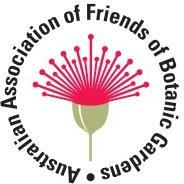 Australian Association of Friends of Botanic Gardens •